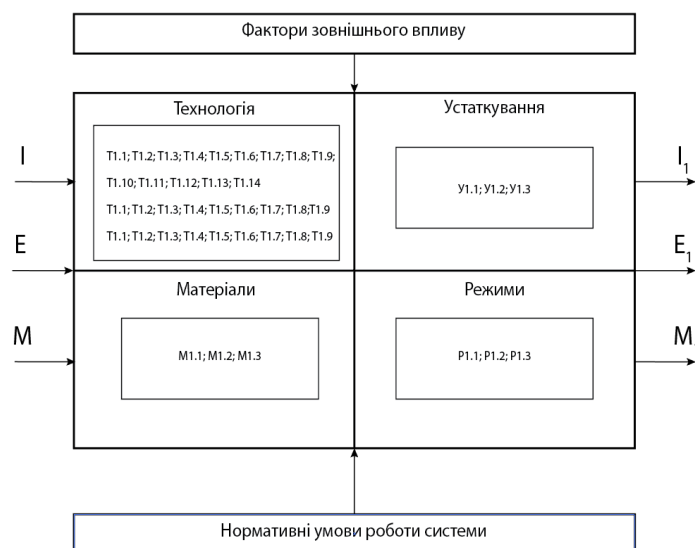 Фактори зовнішнього впливу
Технологія
Устаткування
Т1.1; Т1.2; Т1.3; Т1.4; Т1.5; Т1.6; Т1.7; Т1.8; Т1.9;
Т1.10; Т1.11; Т1.12; Т1.13; Т1.14
Т1.1; Т1.2; Т1.3; Т1.4; Т1.5; Т1.6; Т1.7; Т1.8;Т1.9
Т1.1; Т1.2; Т1.3; Т1.4; Т1.5; Т1.6; Т1.7; Т1.8; Т1.9
У1.1; У1.2; У1.3
I
I₁
E
E₁
Матеріали
Режими
М1.1; М1.2; М1.3
Р1.1; Р1.2; Р1.3
M
M
Нормативні умови роботи системи